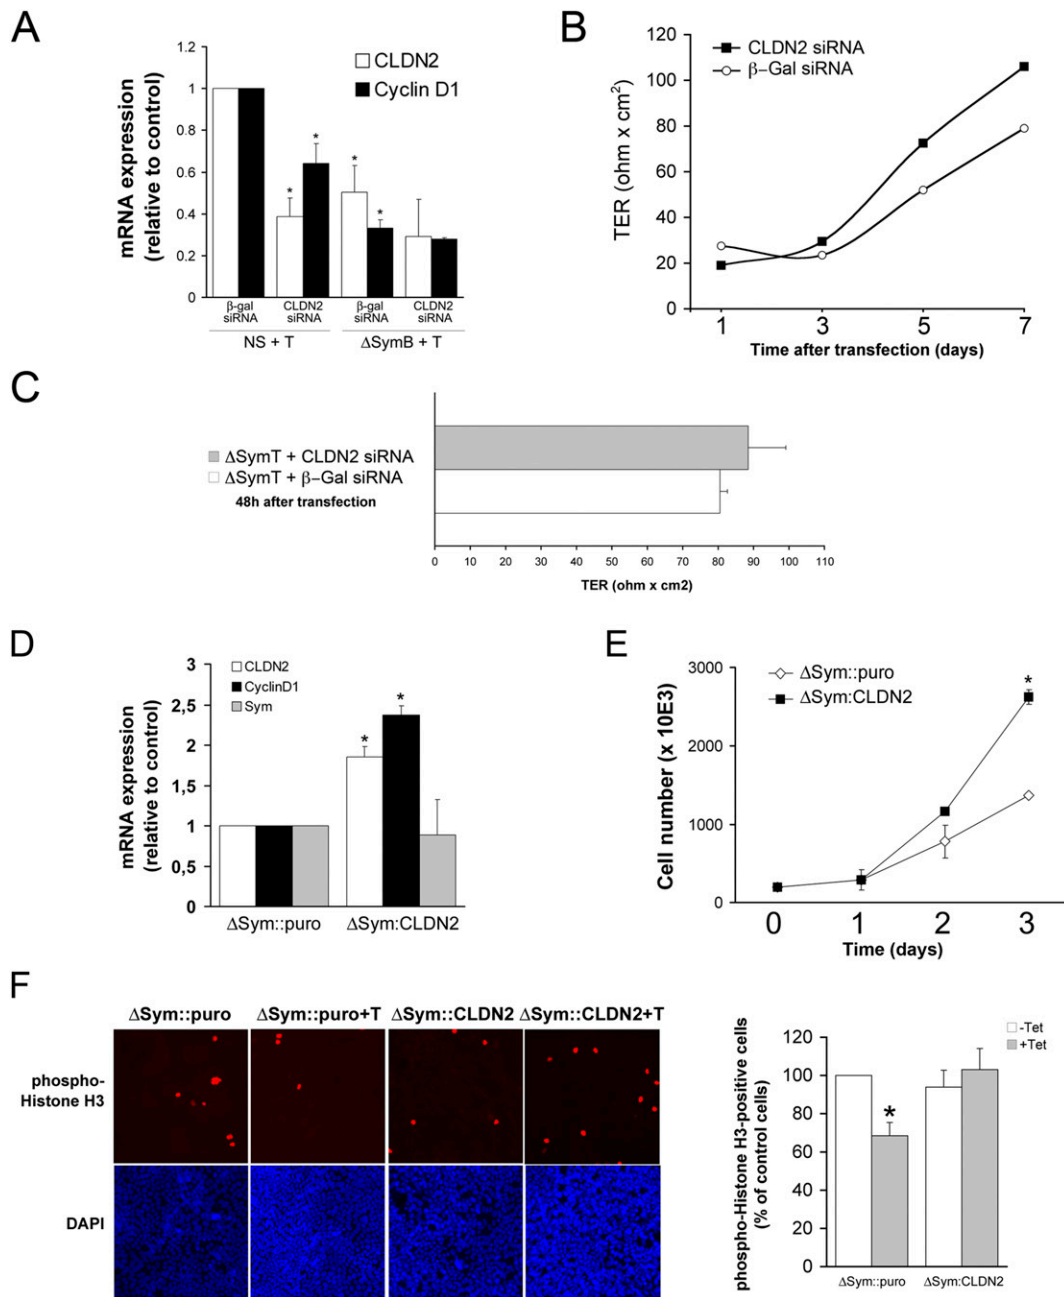 A
mRNA expression
(relative to control)
1.2
1
0.8
0.6
0.4
0.2
0
CLDN2
Cyclin D1
*
*
*
*
β-gal
siRNA
CLDN2
siRNA
β-gal
siRNA
CLDN2
siRNA
NS + T
ΔSymB + T
B
TER (ohm x cm2)
120
100
80
60
40
20
0
CLDN2 siRNA
β–Gal siRNA
1 3 5 7
Time after transfection (days)
C
ΔSymT + CLDN2 siRNA
ΔSymT + β–Gal siRNA
48h after transfection
0 10 20 30 40 50 60 70 80 90 100 110
TER (ohm x cm2)
D
mRNA expression
(relative to control)
3
2,5
2
1,5
1
0,5
0
CLDN2
CyclinD1
Sym
*
*
ΔSym::puro ΔSym:CLDN2
E
Cell number (x 10E3)
3000
2000
1000
0
ΔSym::puro
ΔSym:CLDN2
*
0 1 2 3
Time (days)
F
ΔSym::puro ΔSym::puro+T ΔSym::CLDN2 ΔSym::CLDN2+T
phospho-
Histone H3
DAPI
phospho-Histone H3-positive cells
(% of control cells)
120
100
80
60
40
20
0
-Tet
+Tet
*
ΔSym::puro ΔSym:CLDN2